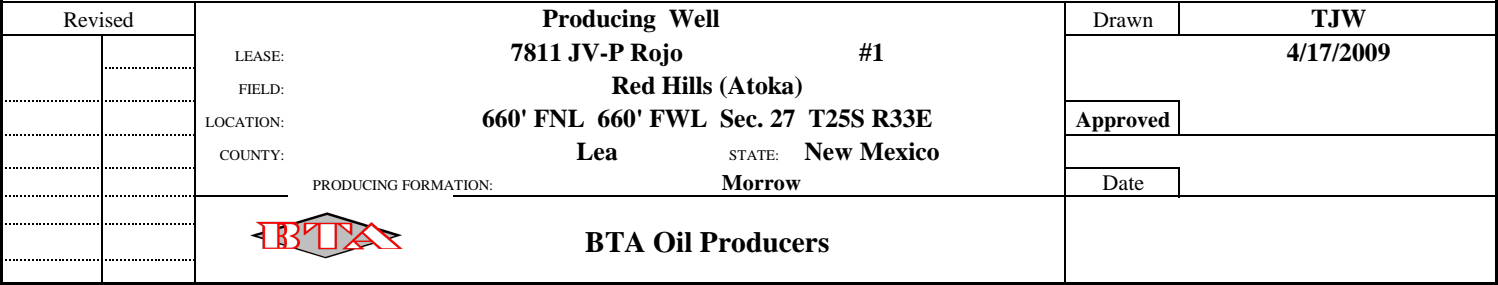 Revised Producing Well Drawn TJW
LEASE: 7811 JV-P Rojo #1 4/17/2009
FIELD: Red Hills (Atoka)
LOCATION: 660' FNL 660' FWL Sec. 27 T25S R33E Approved
COUNTY: Lea STATE: New Mexico
PRODUCING FORMATION: Morrow Date
BTA BTA Oil Producers